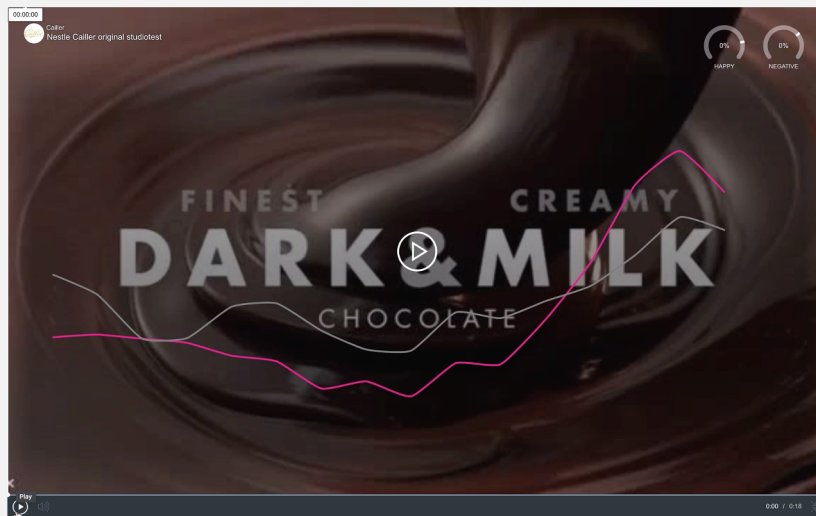 00:00:00
Cailler
Nestle Cailler original studiotest
0%
0%
HAPPY
NEGATIVE
FINEST CREAMY
DARK & MILK
CHOCOLATE
Play
0:00 / 0:18